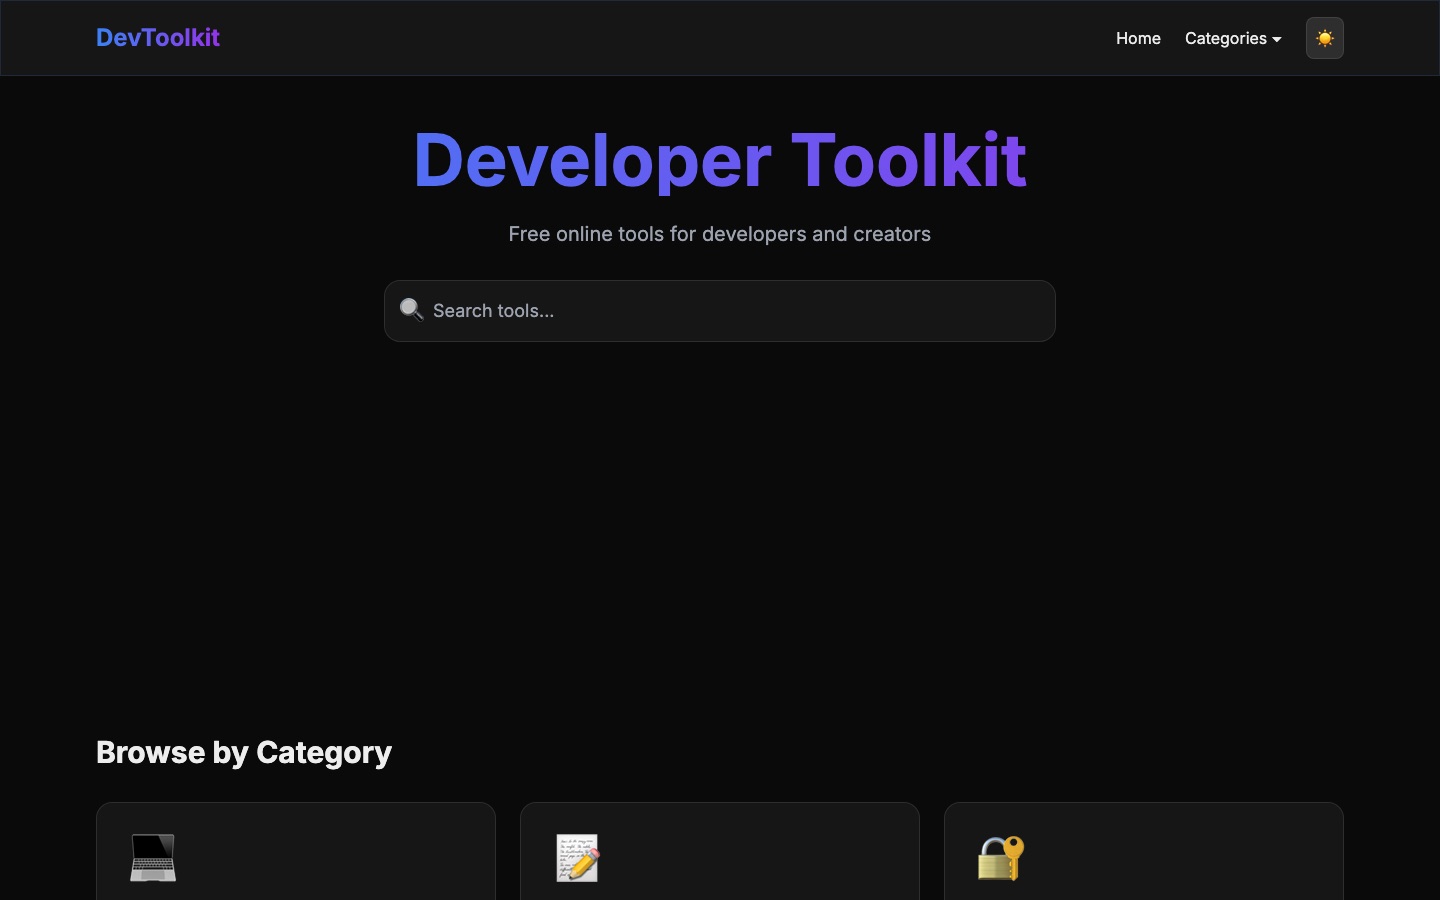 DevToolkit
Home
Categories
Developer Toolkit
Free online tools for developers and creators
Search tools...
Browse by Category